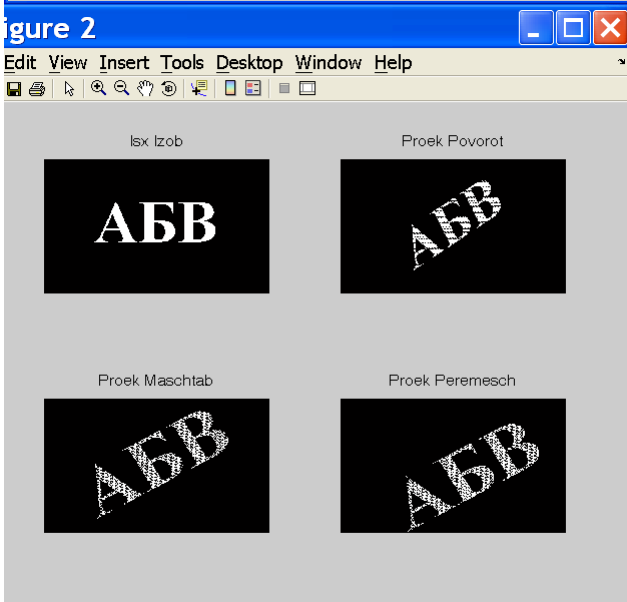 igure 2
Edit View Insert Tools Desktop Window Help
Isx Izob
Proek Povorot
АБВ
АБВ
Proek Maschtab
Proek Peremesch
АБВ
АБВ